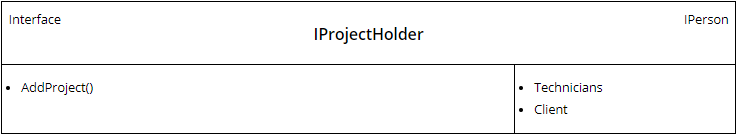 Interface
IPerson
IProjectHolder
AddProject()
Technicians
Client